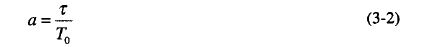 a = τ / T₀ (3-2)